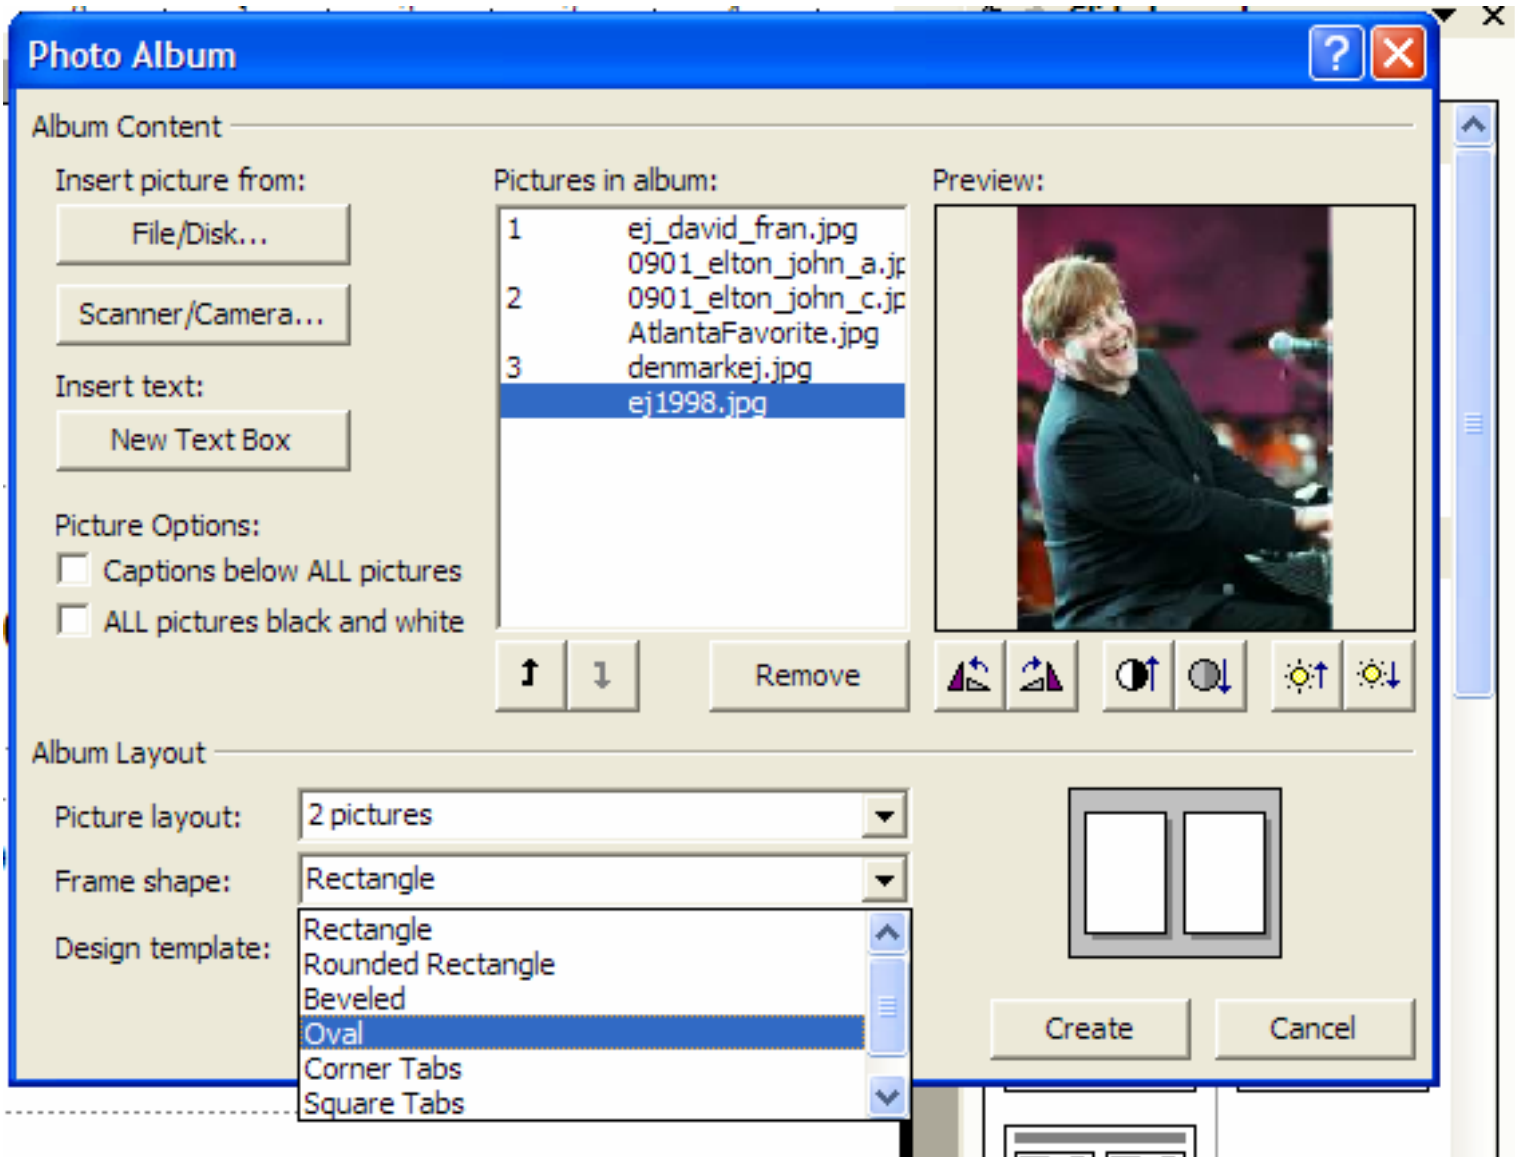 Photo Album
Album Content
Insert picture from:
File/Disk...
Scanner/Camera...
Insert text:
New Text Box
Picture Options:
Captions below ALL pictures
ALL pictures black and white
Pictures in album:
1 ej_david_fran.jpg
0901_elton_john_a.jp
2 0901_elton_john_c.jp
AtlantaFavorite.jpg
3 denmarkej.jpg
ej1998.jpg
Remove
Preview:
Album Layout
Picture layout: 2 pictures
Frame shape: Rectangle
Design template:
Rectangle
Rounded Rectangle
Beveled
Oval
Corner Tabs
Square Tabs
Create
Cancel